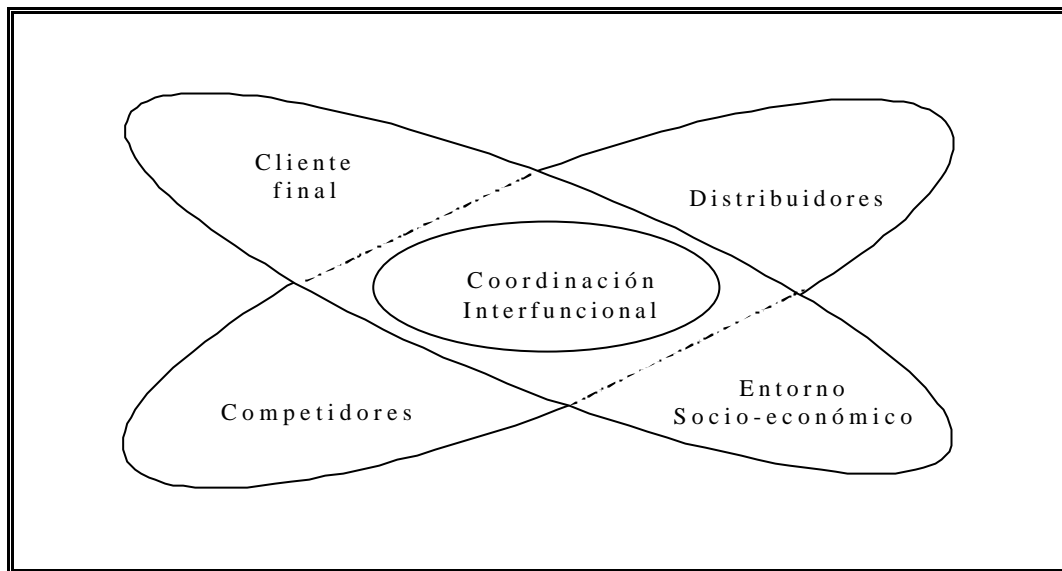 Cliente
final
Distribuidores
Coordinación
Interfuncional
Competidores
Entorno
Socio-económico